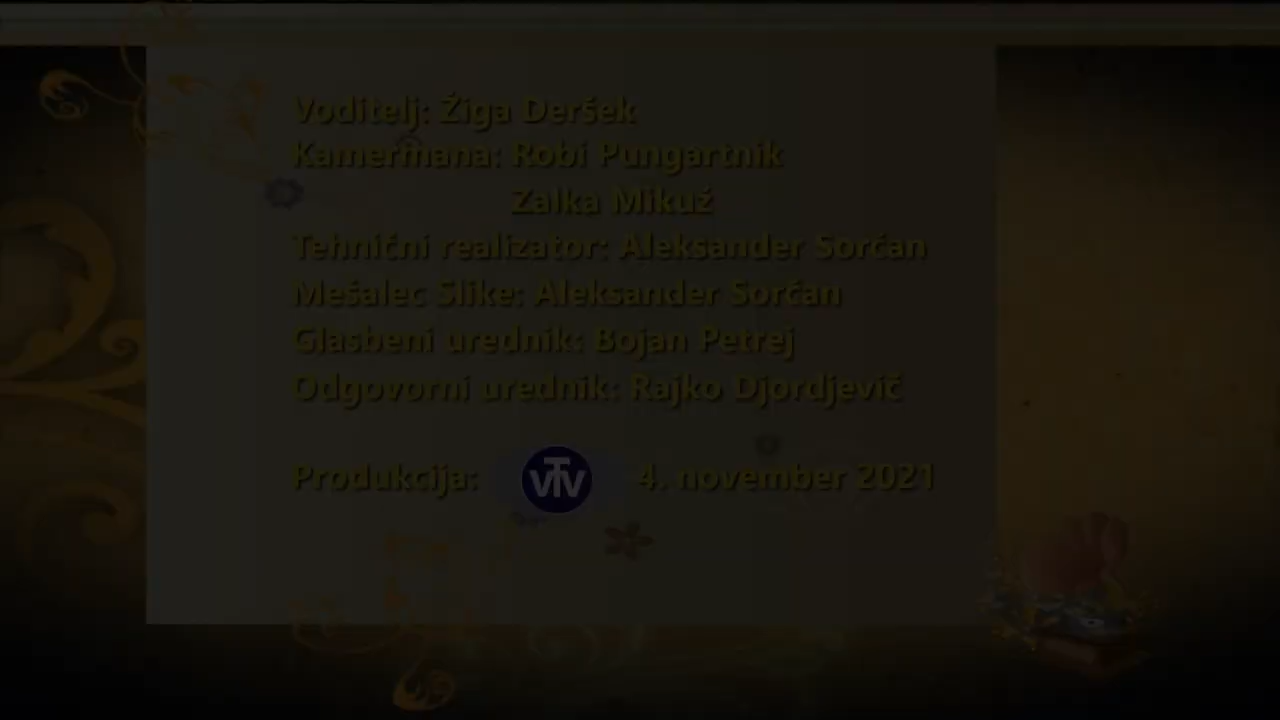 Voditelj: Žiga Deršek
Kamermana: Robi Pungartnik
Zalka Mikuž
Tehnični realizator: Aleksander Sorčan
Mešalec Slike: Aleksander Sorčan
Glasbeni urednik: Bojan Petrej
Odgovorni urednik: Rajko Djordjevič
Produkcija: VTV 4. november 2021